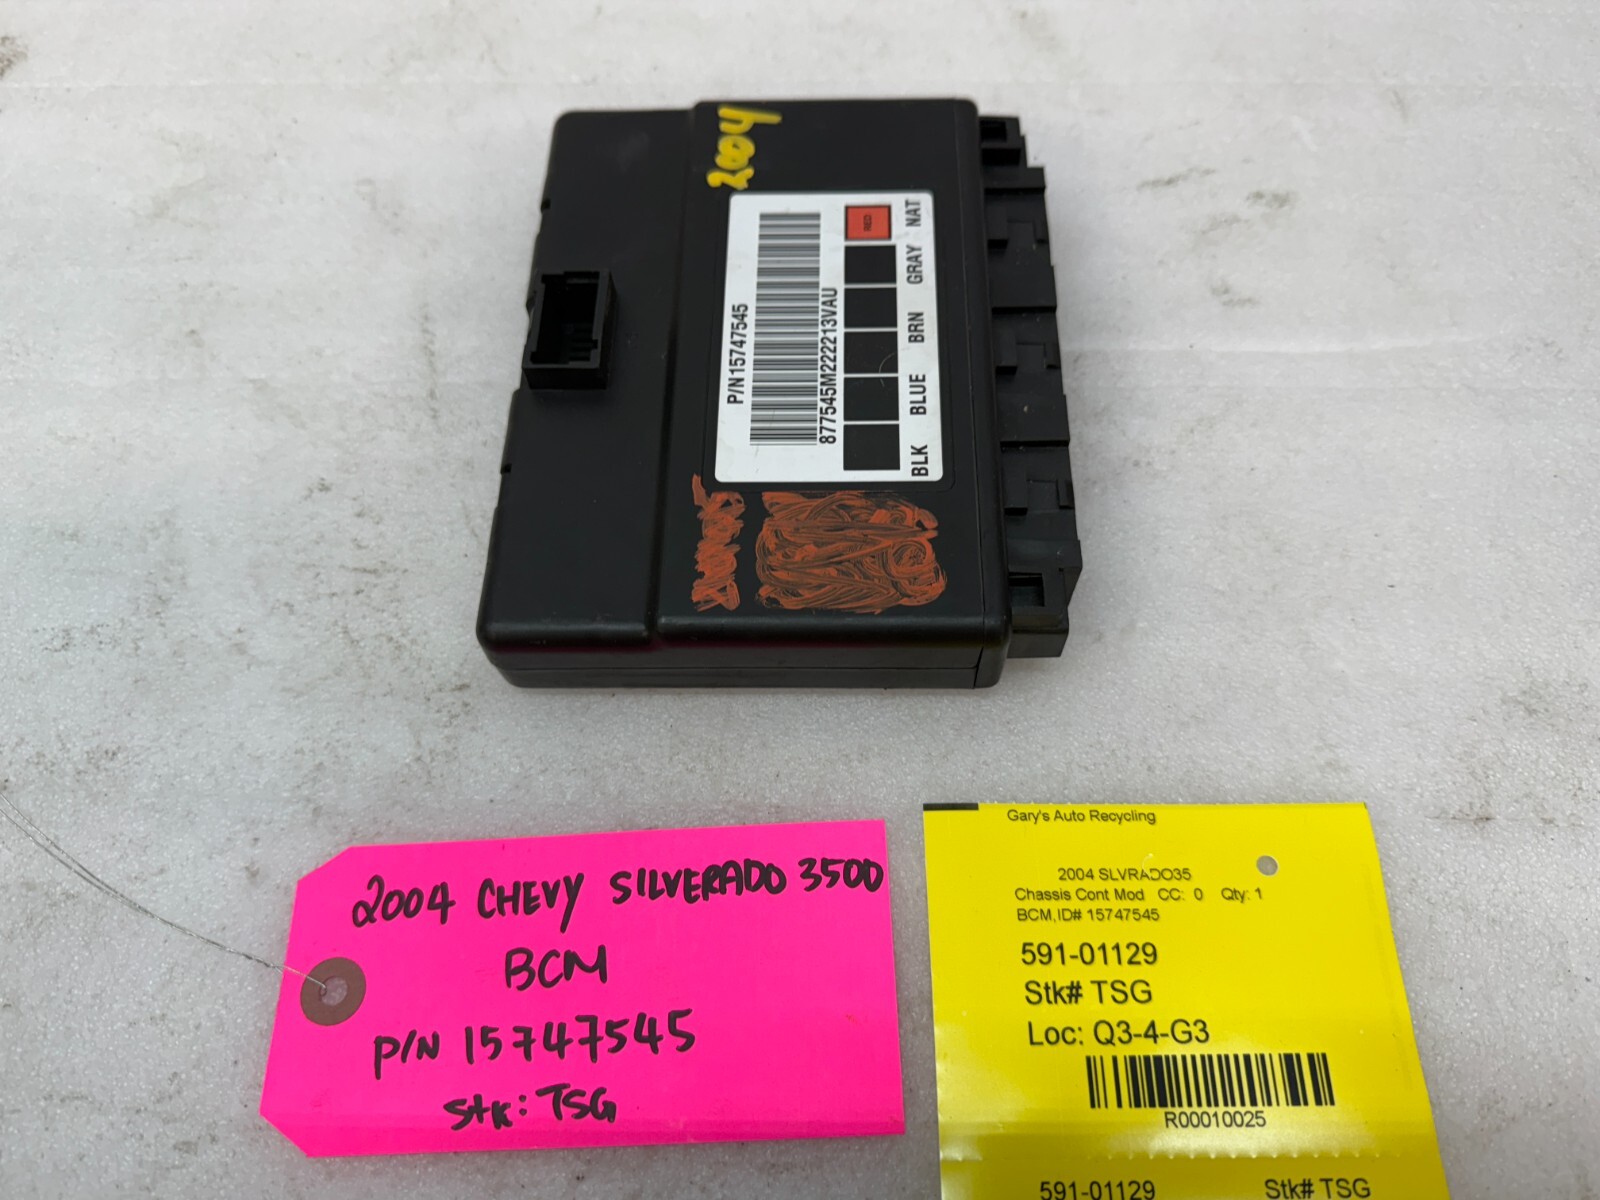 2004
P/N15747545
877545M222213VAU
RED
BLK BLUE BRN GRAY NAT
2004 CHEVY SILVERADO 3500
BCM
P/N 15747545
Stk: TSG
Gary's Auto Recycling
2004 SLVRADO35
Chassis Cont Mod CC: 0 Qty: 1
BCM,ID# 15747545
591-01129
Stk# TSG
Loc: Q3-4-G3
R00010025
591-01129 Stk# TSG